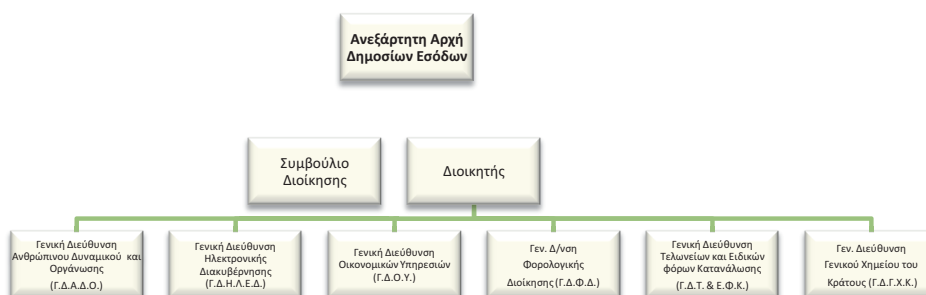 Ανεξάρτητη Αρχή
Δημοσίων Εσόδων
Συμβούλιο
Διοίκησης
Διοικητής
Γενική Διεύθυνση
Ανθρώπινου Δυναμικού και
Οργάνωσης
(Γ.Δ.Α.Δ.Ο.)
Γενική Διεύθυνση
Ηλεκτρονικής
Διακυβέρνησης
(Γ.Δ.Η.Λ.Ε.Δ.)
Γενική Διεύθυνση
Οικονομικών Υπηρεσιών
(Γ.Δ.Ο.Υ.)
Γεν. Δ/νση
Φορολογικής
Διοίκησης (Γ.Δ.Φ.Δ.)
Γενική Διεύθυνση
Τελωνείων και Ειδικών
φόρων Κατανάλωσης
(Γ.Δ.Τ. & Ε.Φ.Κ.)
Γεν. Διεύθυνση
Γενικού Χημείου του
Κράτους (Γ.Δ.Γ.Χ.Κ.)